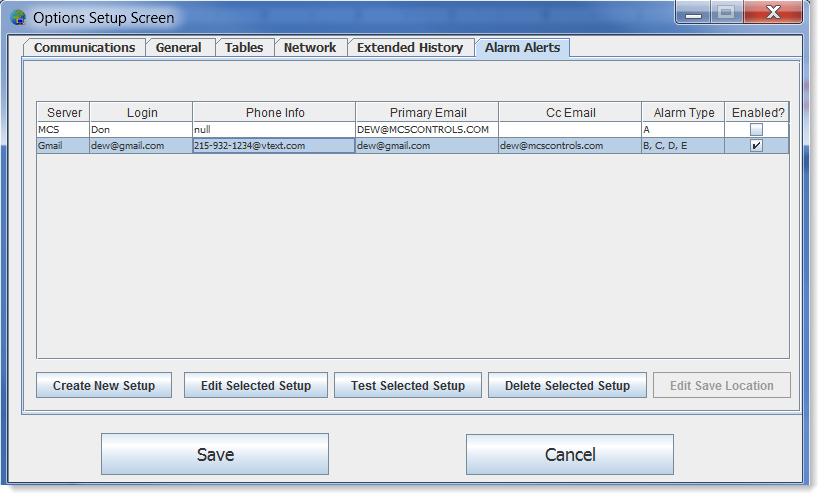 Options Setup Screen
Communications General Tables Network Extended History Alarm Alerts
Server Login Phone Info Primary Email Cc Email Alarm Type Enabled?
MCS Don null DEW@MCSCONTROLS.COM A
Gmail dew@gmail.com 215-932-1234@vtext.com dew@gmail.com dew@mcscontrols.com B, C, D, E
Create New Setup Edit Selected Setup Test Selected Setup Delete Selected Setup Edit Save Location
Save Cancel